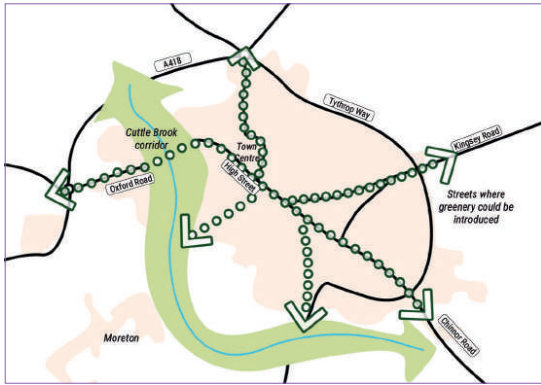 A418
Tythrop Way
Cuttle Brook
corridor
Town
Centre
Kingsey Road
High Street
Oxford Road
Streets where
greenery could be
introduced
Moreton
Chinnor Road